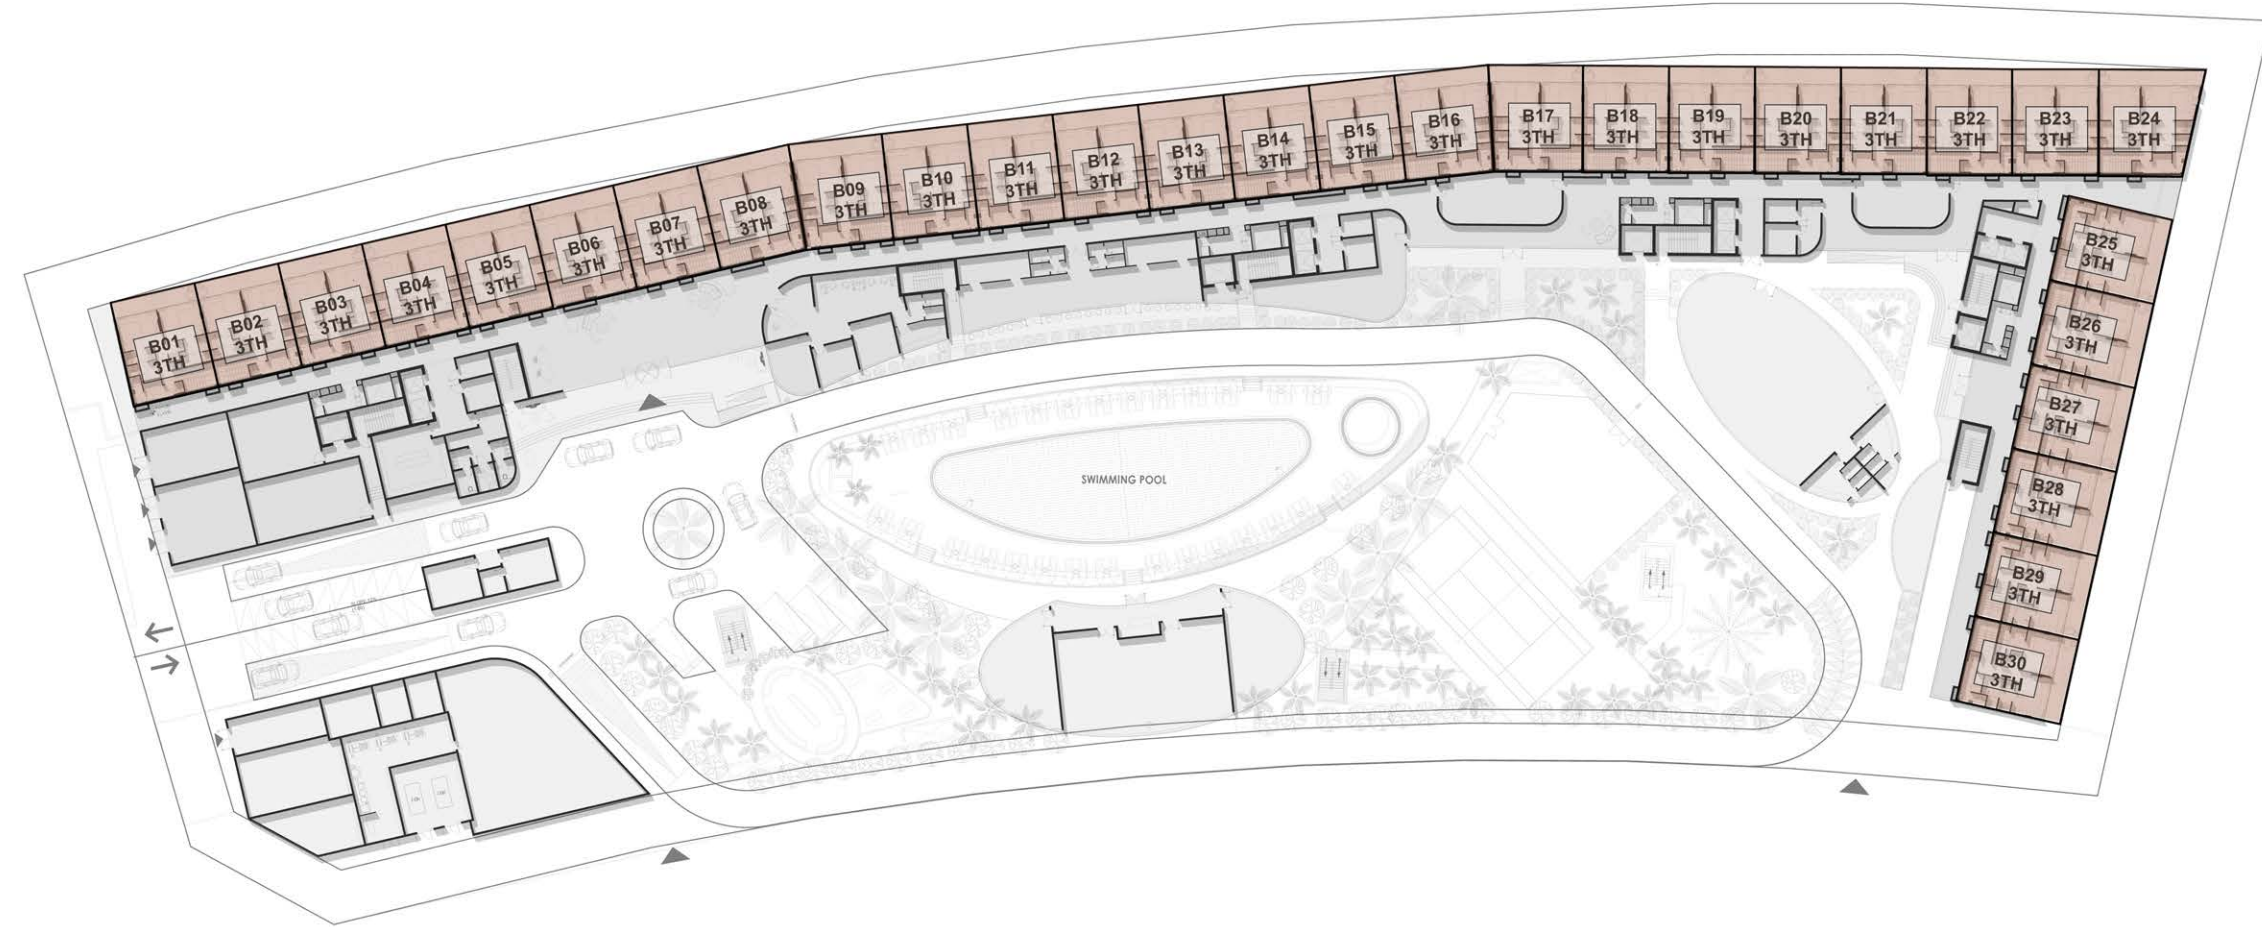 B01
3TH
B02
3TH
B03
3TH
B04
3TH
B05
3TH
B06
3TH
B07
3TH
B08
3TH
B09
3TH
B10
3TH
B11
3TH
B12
3TH
B13
3TH
B14
3TH
B15
3TH
B16
3TH
B17
3TH
B18
3TH
B19
3TH
B20
3TH
B21
3TH
B22
3TH
B23
3TH
B24
3TH
B25
3TH
B26
3TH
B27
3TH
B28
3TH
B29
3TH
B30
3TH
SWIMMING POOL